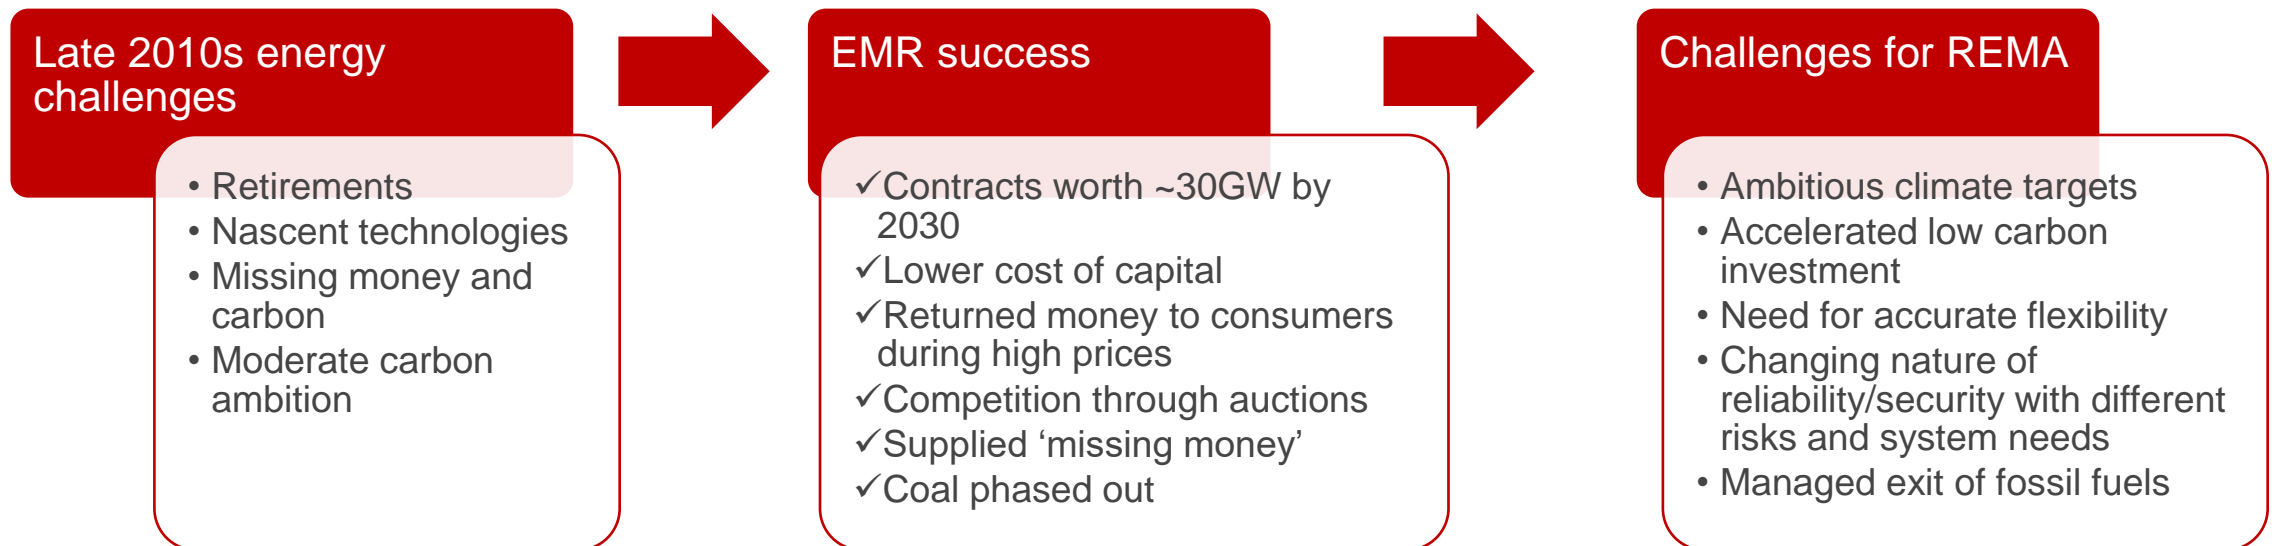 Late 2010s energy
challenges
• Retirements
• Nascent technologies
• Missing money and
carbon
• Moderate carbon
ambition
EMR success
✓Contracts worth ~30GW by
2030
✓Lower cost of capital
✓Returned money to consumers
during high prices
✓Competition through auctions
✓Supplied ‘missing money’
✓Coal phased out
Challenges for REMA
• Ambitious climate targets
• Accelerated low carbon
investment
• Need for accurate flexibility
• Changing nature of
reliability/security with different
risks and system needs
• Managed exit of fossil fuels